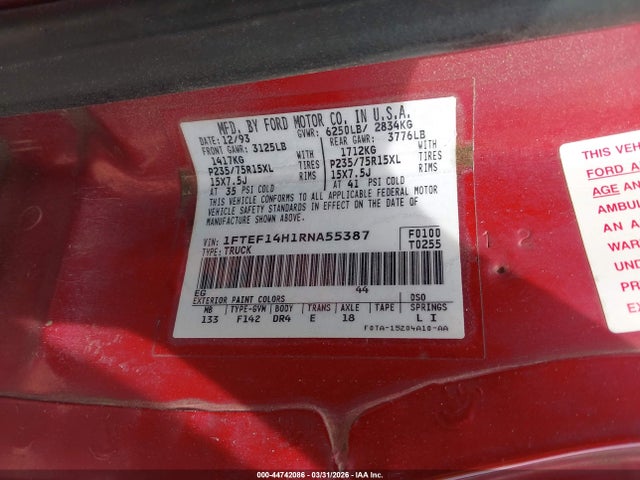 MFD. BY FORD MOTOR CO. IN U.S.A.
DATE: 12/93 GVWR: 6250LB/ 2834KG
FRONT GAWR: 3125LB REAR GAWR: 3776LB
1417KG WITH 1712KG WITH
P235/75R15XL TIRES P235/75R15XL TIRES
15X7.5J RIMS 15X7.5J RIMS
AT 35 PSI COLD AT 41 PSI COLD
THIS VEHICLE CONFORMS TO ALL APPLICABLE FEDERAL MOTOR
VEHICLE SAFETY STANDARDS IN EFFECT ON THE DATE OF
MANUFACTURE SHOWN ABOVE.
VIN: 1FTEF14H1RNA55387 F0100
TYPE: TRUCK T0255
EG 44
EXTERIOR PAINT COLORS DSO
WB TYPE-GVW BODY TRANS AXLE TAPE SPRINGS
133 F142 DR4 E 18 L I
F0TA-15204A10-AA
THIS VEH
FORD A
AGE AN
AMBUL
INJUR
UNDE
PR
EX
000-44742086 - 03/31/2026 - IAA Inc.